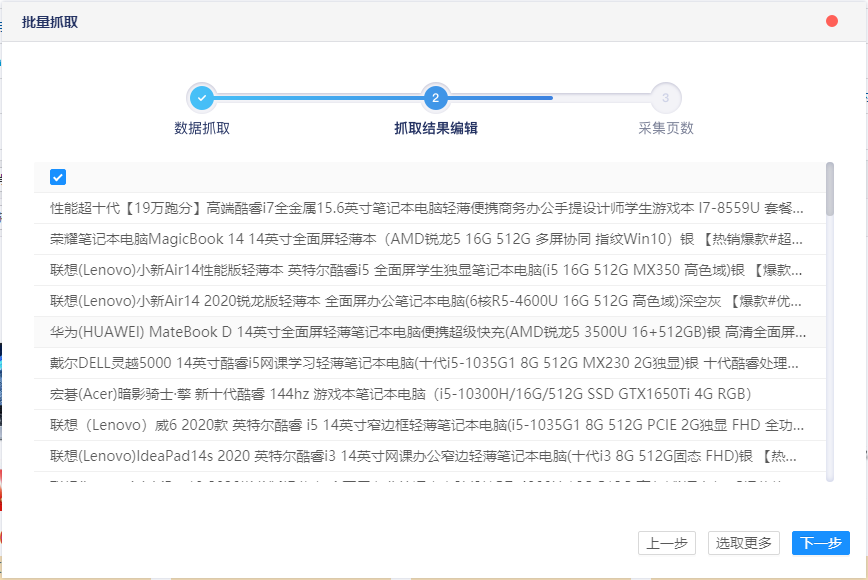 批量抓取
2
3
数据抓取
抓取结果编辑
采集页数
性能超十代【19万跑分】高端酷睿i7全金属15.6英寸笔记本电脑轻薄便携商务办公手提设计师学生游戏本 I7-8559U 套餐...
荣耀笔记本电脑MagicBook 14 14英寸全面屏轻薄本（AMD锐龙5 16G 512G 多屏协同 指纹Win10）银 【热销爆款#超...
联想(Lenovo)小新Air14性能版轻薄本 英特尔酷睿i5 全面屏学生独显笔记本电脑(i5 16G 512G MX350 高色域)银 【爆款...
联想(Lenovo)小新Air14 2020锐龙版轻薄本 全面屏办公笔记本电脑(6核R5-4600U 16G 512G 高色域)深空灰 【爆款#优...
华为(HUAWEI) MateBook D 14英寸全面屏轻薄笔记本电脑便携超级快充(AMD锐龙5 3500U 16+512GB)银 高清全面屏...
戴尔DELL灵越5000 14英寸酷睿i5网课学习轻薄笔记本电脑(十代i5-1035G1 8G 512G MX230 2G独显)银 十代酷睿处理...
宏碁(Acer)暗影骑士·擎 新十代酷睿 144hz 游戏本笔记本电脑（i5-10300H/16G/512G SSD GTX1650Ti 4G RGB）
联想（Lenovo）威6 2020款 英特尔酷睿 i5 14英寸窄边框轻薄笔记本电脑(i5-1035G1 8G 512G PCIE 2G独显 FHD 全功...
联想(Lenovo)IdeaPad14s 2020 英特尔酷睿i3 14英寸网课办公窄边轻薄笔记本电脑(十代i3 8G 512G固态 FHD)银 【热...
上一步
选取更多
下一步